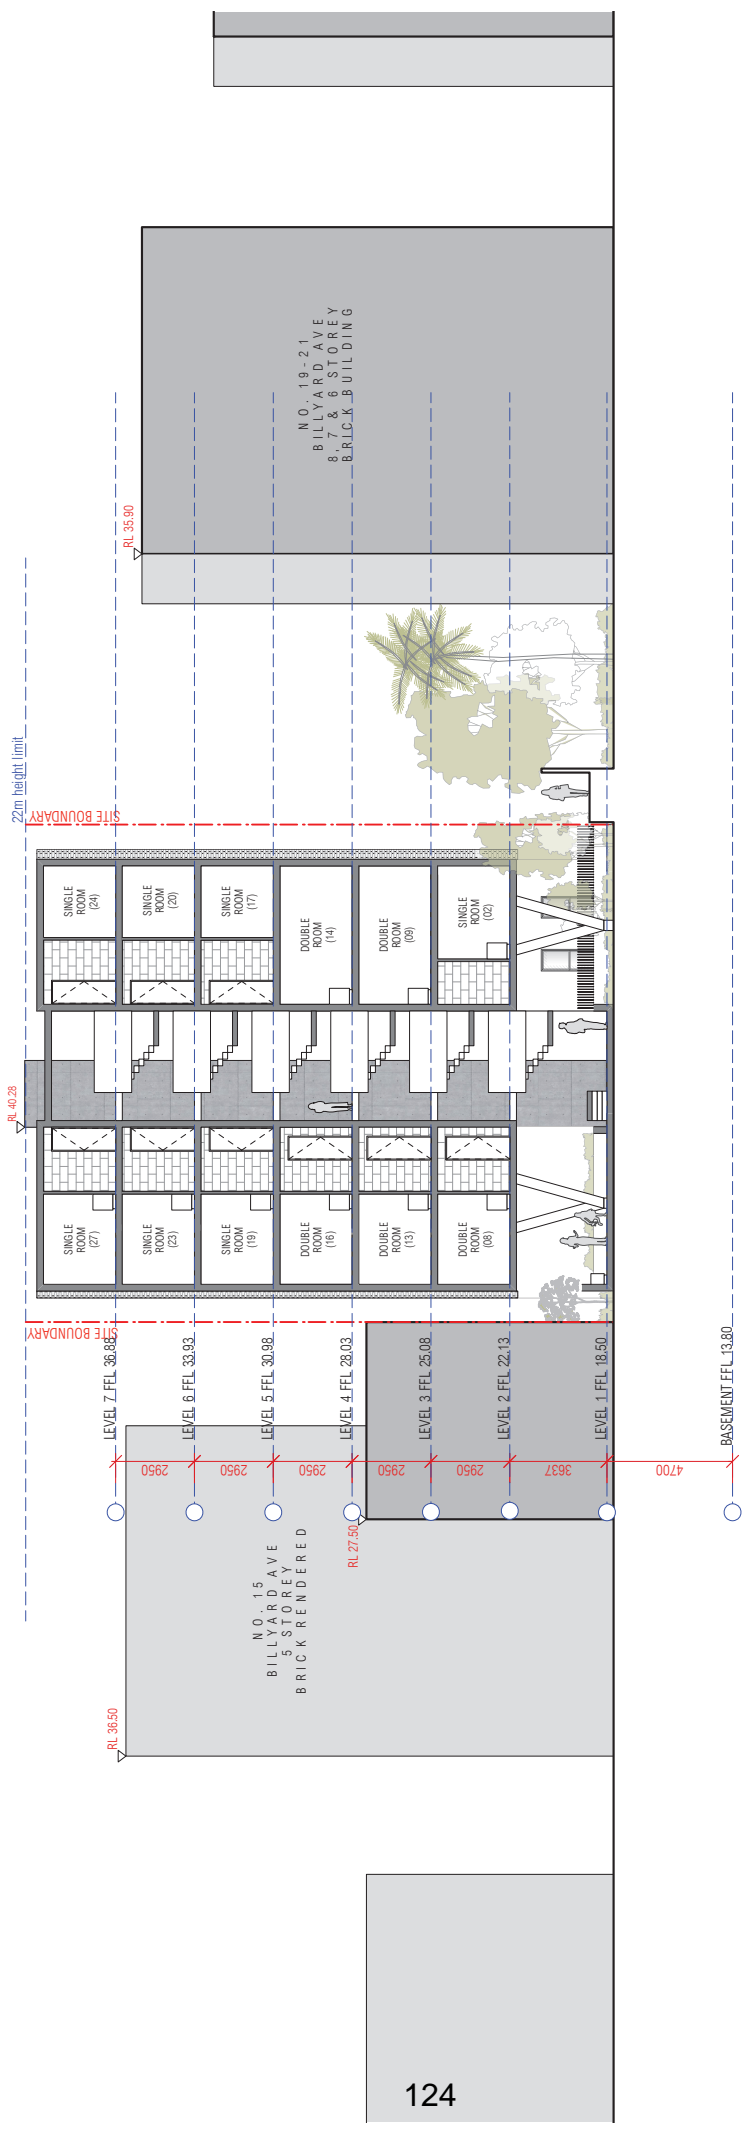 22m height limit
RL 40.28
RL 36.50
RL 27.50
RL 35.90
SITE BOUNDARY
SITE BOUNDARY
NO. 15
BILLYARD AVE
5 STOREY
BRICK RENDERED
NO. 19-21
BILLYARD AVE
8, 7 & 6 STOREY
BRICK BUILDING
LEVEL 7 FFL 36.88
LEVEL 6 FFL 33.93
LEVEL 5 FFL 30.98
LEVEL 4 FFL 28.03
LEVEL 3 FFL 25.08
LEVEL 2 FFL 22.13
LEVEL 1 FFL 18.50
BASEMENT FFL 13.80
2950
2950
2950
2950
2950
3637
4700
SINGLE
ROOM
(27)
SINGLE
ROOM
(24)
SINGLE
ROOM
(23)
SINGLE
ROOM
(20)
SINGLE
ROOM
(19)
SINGLE
ROOM
(17)
DOUBLE
ROOM
(16)
DOUBLE
ROOM
(14)
DOUBLE
ROOM
(13)
DOUBLE
ROOM
(09)
DOUBLE
ROOM
(08)
SINGLE
ROOM
(02)
124